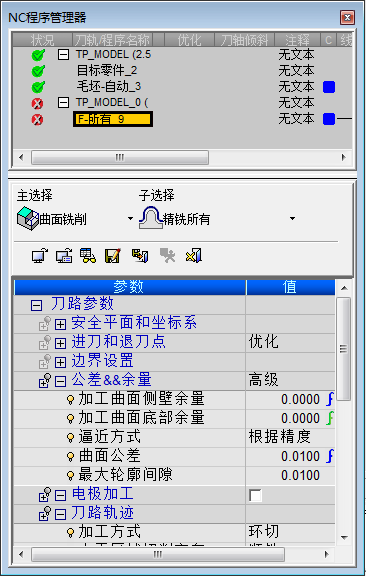 NC程序管理器
状况 刀轨/程序名称 优化 刀轴倾斜 注释 C 线
TP_MODEL (2.5 无文本
目标零件_2 无文本
毛坯-自动_3 无文本
TP_MODEL_0 ( 无文本
F-所有_9 无文本
主选择 子选择
曲面铣削 精铣所有
参数 值
刀路参数
安全平面和坐标系
进刀和退刀点 优化
边界设置
公差&&余量 高级
加工曲面侧壁余量 0.0000 f
加工曲面底部余量 0.0000 f
逼近方式 根据精度
曲面公差 0.0100 f
最大轮廓间隙 0.0100
电极加工
刀路轨迹
加工方式 环切